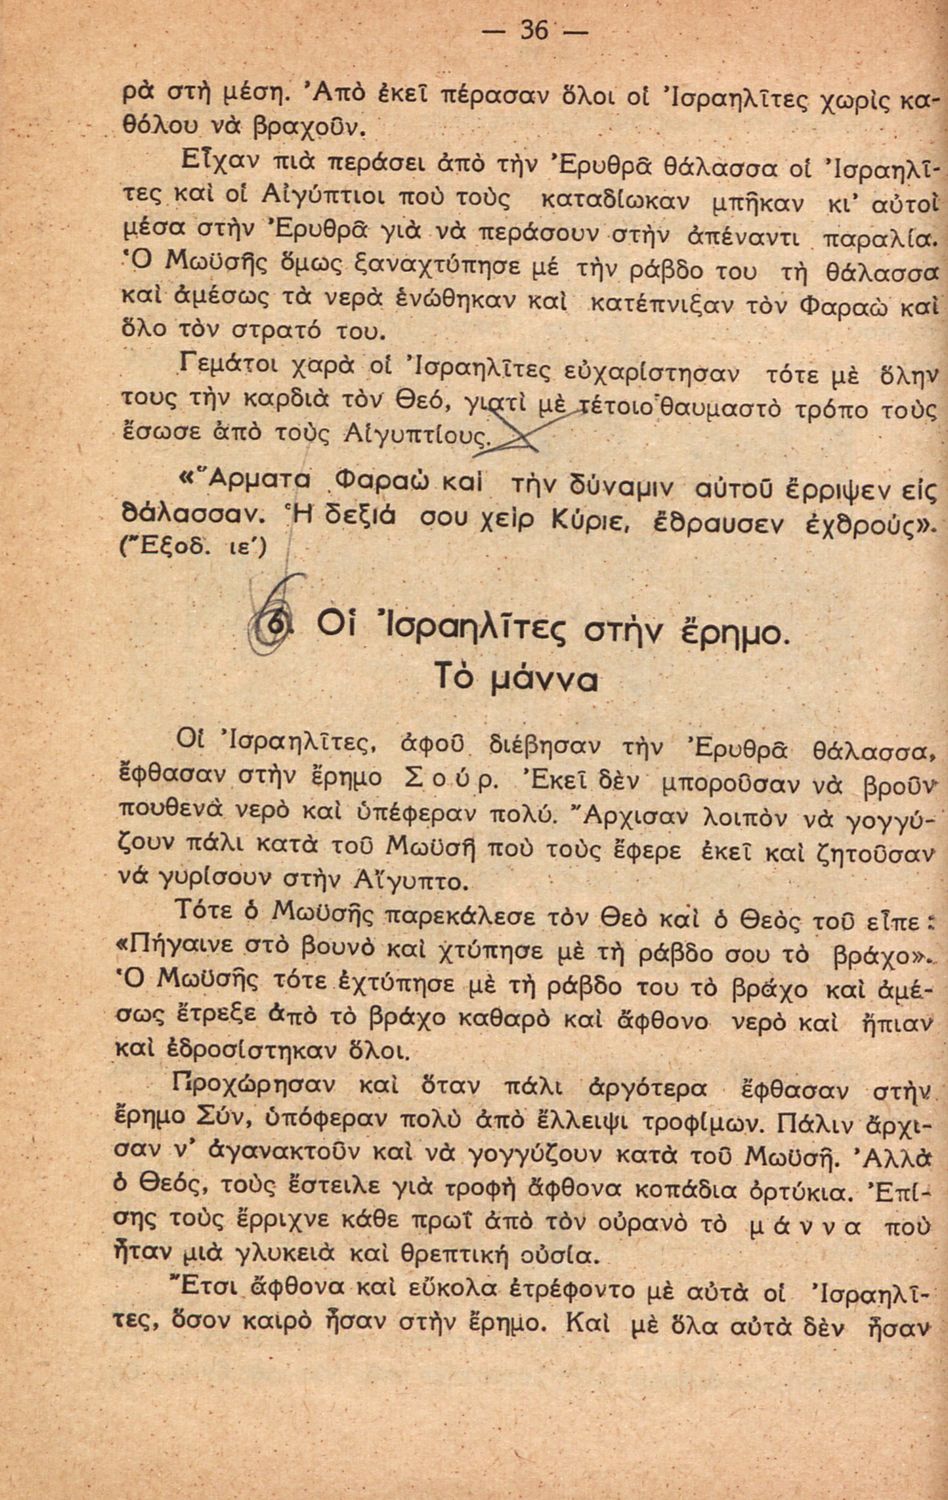 — 36 —
ρὰ στὴ μέση. Ἀπὸ ἐκεῖ πέρασαν ὅλοι οἱ Ἰσραηλῖτες χωρὶς κα-
θόλου νὰ βραχοῦν.
Εἶχαν πιὰ περάσει ἀπὸ τὴν Ἐρυθρᾶ θάλασσα οἱ Ἰσραηλῖ-
τες καὶ οἱ Αἰγύπτιοι ποὺ τοὺς καταδίωκαν μπῆκαν κι' αὐτοὶ
μέσα στὴν Ἐρυθρᾶ γιὰ νὰ περάσουν στὴν ἀπέναντι παραλία.
Ὁ Μωϋσῆς ὅμως ξαναχτύπησε μέ τὴν ράβδο του τὴ θάλασσα
καὶ ἀμέσως τὰ νερὰ ἑνώθηκαν καὶ κατέπνιξαν τὸν Φαραὼ καὶ
ὅλο τὸν στρατό του.
Γεμάτοι χαρὰ οἱ Ἰσραηλῖτες εὐχαρίστησαν τότε μὲ ὅλην
τους τὴν καρδιὰ τὸν Θεό, γιατὶ μὲ τέτοιο θαυμαστὸ τρόπο τοὺς
ἔσωσε ἀπὸ τοὺς Αἰγυπτίους.
«Ἅρματα Φαραὼ καὶ τὴν δύναμιν αὐτοῦ ἔρριψεν εἰς
θάλασσαν. Ἡ δεξιά σου χεὶρ Κύριε, ἔθραυσεν ἐχθρούς».
(Ἔξοδ. ιε')
6. Οἱ Ἰσραηλῖτες στὴν ἔρημο.
Τὸ μάννα
Οἱ Ἰσραηλῖτες, ἀφοῦ διέβησαν τὴν Ἐρυθρᾶ θάλασσα,
ἔφθασαν στὴν ἔρημο Σούρ. Ἐκεῖ δὲν μποροῦσαν νὰ βροῦν
πουθενὰ νερὸ καὶ ὑπέφεραν πολύ. Ἄρχισαν λοιπὸν νὰ γογγύ-
ζουν πάλι κατὰ τοῦ Μωϋσῆ ποὺ τοὺς ἔφερε ἐκεῖ καὶ ζητοῦσαν
νά γυρίσουν στὴν Αἴγυπτο.
Τότε ὁ Μωϋσῆς παρεκάλεσε τὸν Θεὸ καὶ ὁ Θεὸς τοῦ εἶπε:
«Πήγαινε στὸ βουνὸ καὶ χτύπησε μὲ τὴ ράβδο σου τὸ βράχο».
Ὁ Μωϋσῆς τότε ἐχτύπησε μὲ τὴ ράβδο του τὸ βράχο καὶ ἀμέ-
σως ἔτρεξε ἀπὸ τὸ βράχο καθαρὸ καὶ ἄφθονο νερὸ καὶ ἤπιαν
καὶ ἐδροσίστηκαν ὅλοι.
Προχώρησαν καὶ ὅταν πάλι ἀργότερα ἔφθασαν στὴν
ἔρημο Σύν, ὑπόφεραν πολὺ ἀπὸ ἔλλειψι τροφίμων. Πάλιν ἄρχι-
σαν ν' ἀγανακτοῦν καὶ νὰ γογγύζουν κατὰ τοῦ Μωϋσῆ. Ἀλλὰ
ὁ Θεός, τοὺς ἔστειλε γιὰ τροφὴ ἄφθονα κοπάδια ὀρτύκια. Ἐπί-
σης τοὺς ἔρριχνε κάθε πρωΐ ἀπὸ τὸν οὐρανὸ τὸ μάννα ποὺ
ἦταν μιὰ γλυκειὰ καὶ θρεπτική οὐσία.
Ἔτσι ἄφθονα καὶ εὔκολα ἐτρέφοντο μὲ αὐτὰ οἱ Ἰσραηλῖ-
τες, ὅσον καιρὸ ἦσαν στὴν ἔρημο. Καὶ μὲ ὅλα αὐτὰ δὲν ἦσαν